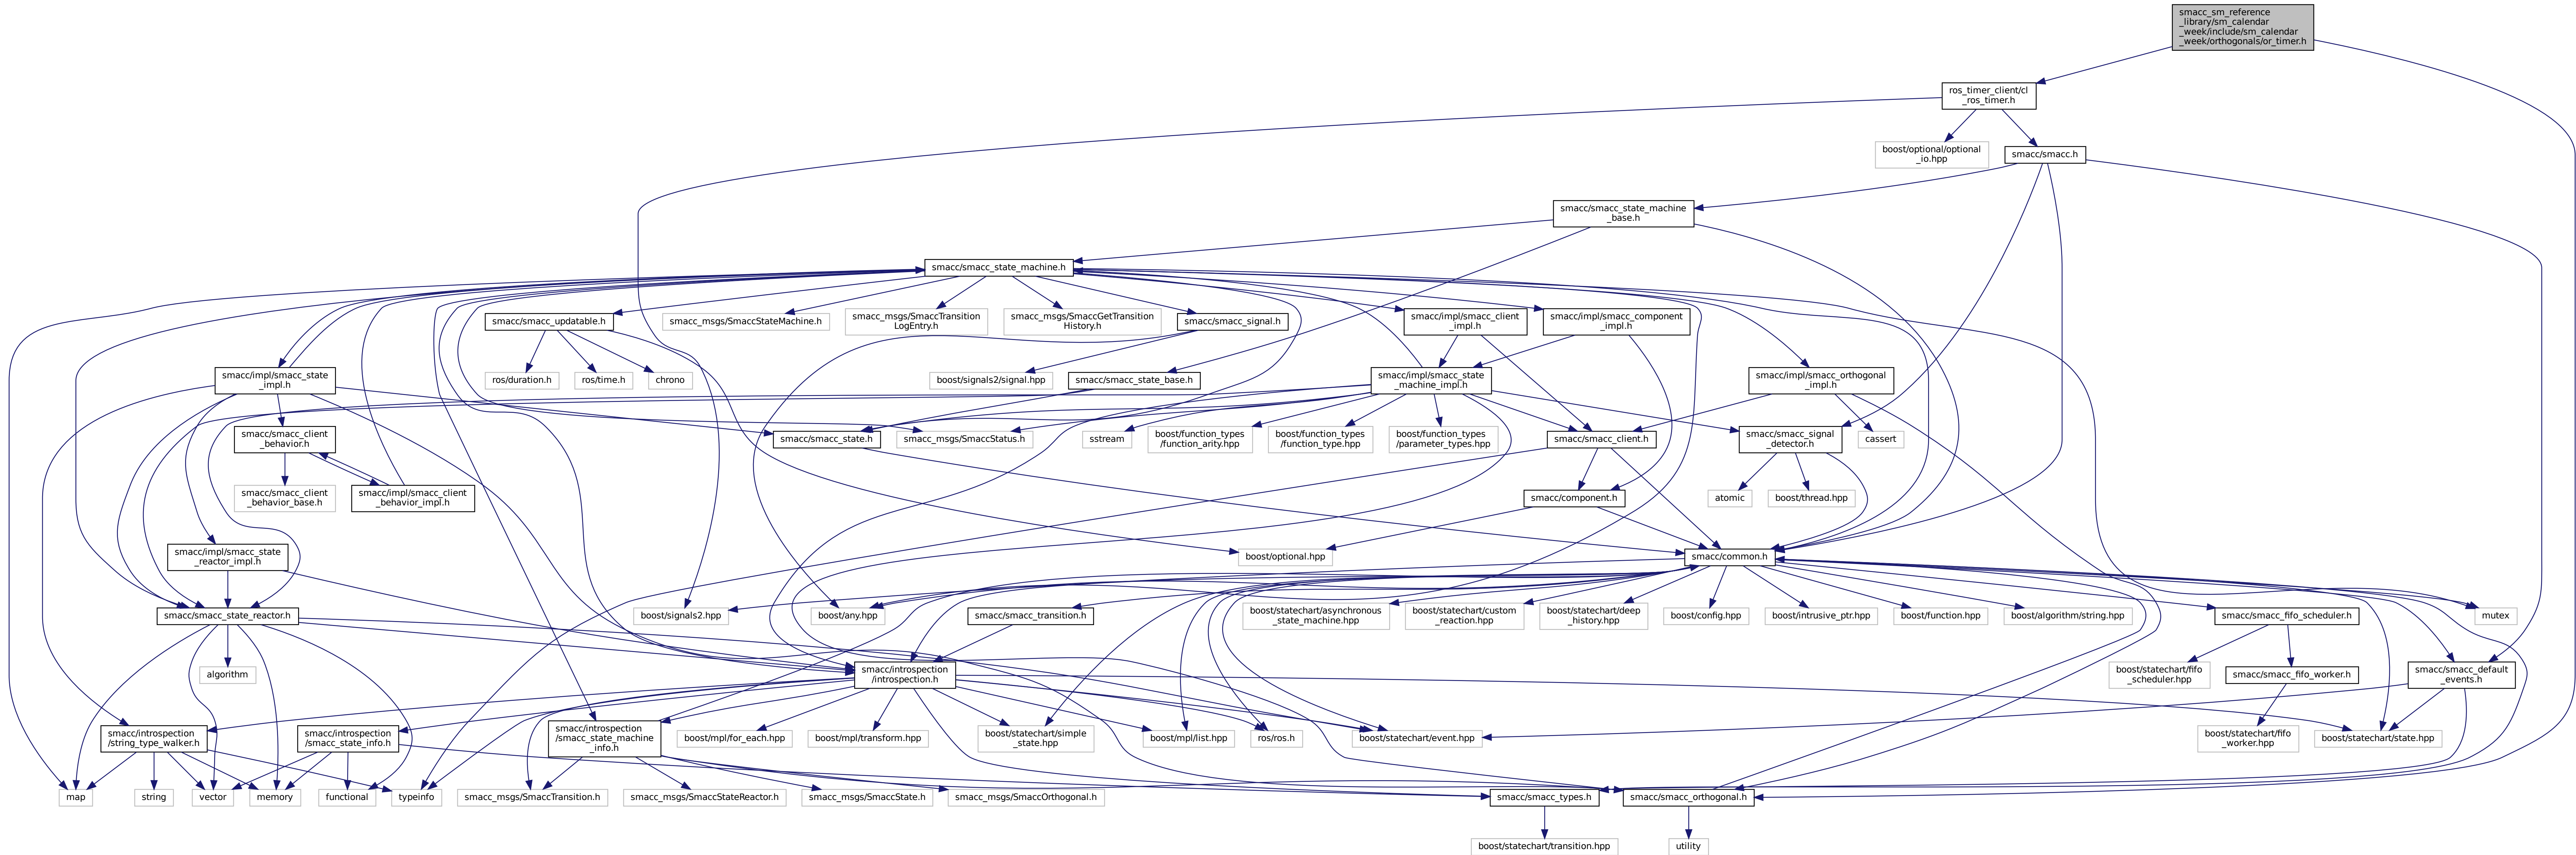 smacc_sm_reference
_library/sm_calendar
_week/include/sm_calendar
_week/orthogonals/or_timer.h
ros_timer_client/cl
_ros_timer.h
boost/optional/optional
_io.hpp
smacc/smacc.h
smacc/smacc_state_machine
_base.h
smacc/smacc_state_machine.h
smacc/smacc_updatable.h
smacc_msgs/SmaccStateMachine.h
smacc_msgs/SmaccTransition
LogEntry.h
smacc_msgs/SmaccGetTransition
History.h
smacc/smacc_signal.h
smacc/impl/smacc_client
_impl.h
smacc/impl/smacc_component
_impl.h
smacc/impl/smacc_state
_impl.h
ros/duration.h
ros/time.h
chrono
boost/signals2/signal.hpp
smacc/smacc_state_base.h
smacc/impl/smacc_state
_machine_impl.h
smacc/impl/smacc_orthogonal
_impl.h
smacc/smacc_client
_behavior.h
smacc/smacc_state.h
smacc_msgs/SmaccStatus.h
sstream
boost/function_types
/function_arity.hpp
boost/function_types
/function_type.hpp
boost/function_types
/parameter_types.hpp
smacc/smacc_client.h
smacc/smacc_signal
_detector.h
cassert
smacc/smacc_client
_behavior_base.h
smacc/impl/smacc_client
_behavior_impl.h
smacc/component.h
atomic
boost/thread.hpp
smacc/impl/smacc_state
_reactor_impl.h
boost/optional.hpp
smacc/common.h
smacc/smacc_state_reactor.h
boost/signals2.hpp
boost/any.hpp
smacc/smacc_transition.h
boost/statechart/asynchronous
_state_machine.hpp
boost/statechart/custom
_reaction.hpp
boost/statechart/deep
_history.hpp
boost/config.hpp
boost/intrusive_ptr.hpp
boost/function.hpp
boost/algorithm/string.hpp
smacc/smacc_fifo_scheduler.h
mutex
algorithm
smacc/introspection
/introspection.h
boost/statechart/fifo
_scheduler.hpp
smacc/smacc_fifo_worker.h
smacc/smacc_default
_events.h
smacc/introspection
/string_type_walker.h
smacc/introspection
/smacc_state_info.h
smacc/introspection
/smacc_state_machine
_info.h
boost/mpl/for_each.hpp
boost/mpl/transform.hpp
boost/statechart/simple
_state.hpp
boost/mpl/list.hpp
ros/ros.h
boost/statechart/event.hpp
boost/statechart/fifo
_worker.hpp
boost/statechart/state.hpp
map
string
vector
memory
functional
typeinfo
smacc_msgs/SmaccTransition.h
smacc_msgs/SmaccStateReactor.h
smacc_msgs/SmaccState.h
smacc_msgs/SmaccOrthogonal.h
smacc/smacc_types.h
smacc/smacc_orthogonal.h
boost/statechart/transition.hpp
utility